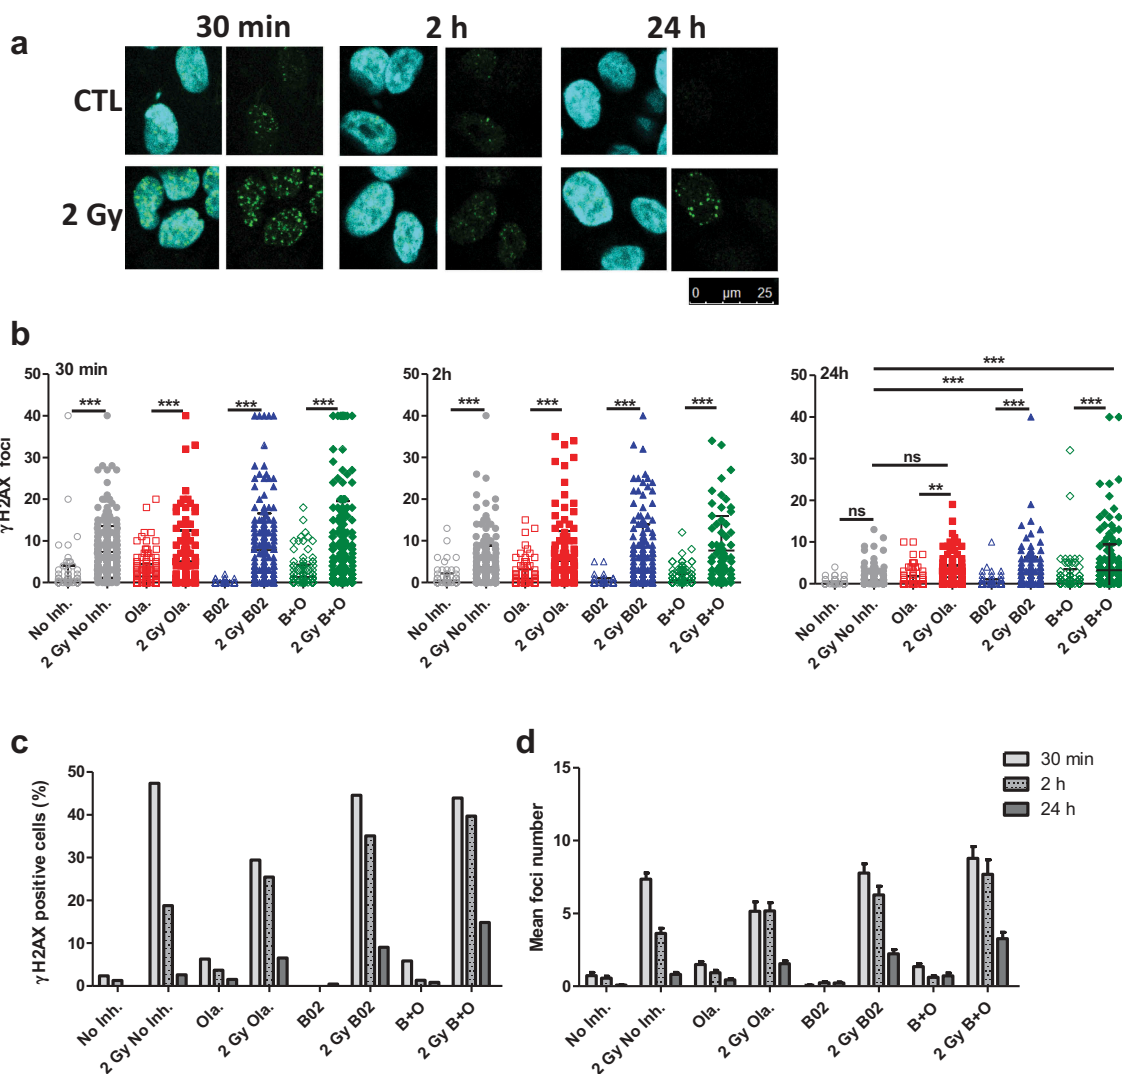 a
30 min
2 h
24 h
CTL
2 Gy
0 µm 25
b
γH2AX foci
50
40
30
20
10
0
30 min
***
***
***
***
No Inh.
2 Gy No Inh.
Ola.
2 Gy Ola.
B02
2 Gy B02
B+O
2 Gy B+O
50
40
30
20
10
0
2h
***
***
***
***
No Inh.
2 Gy No Inh.
Ola.
2 Gy Ola.
B02
2 Gy B02
B+O
2 Gy B+O
50
40
30
20
10
0
24h
***
***
***
***
ns
**
ns
No Inh.
2 Gy No Inh.
Ola.
2 Gy Ola.
B02
2 Gy B02
B+O
2 Gy B+O
c
γH2AX positive cells (%)
50
40
30
20
10
0
No Inh.
2 Gy No Inh.
Ola.
2 Gy Ola.
B02
2 Gy B02
B+O
2 Gy B+O
d
Mean foci number
15
10
5
0
No Inh.
2 Gy No Inh.
Ola.
2 Gy Ola.
B02
2 Gy B02
B+O
2 Gy B+O
30 min
2 h
24 h